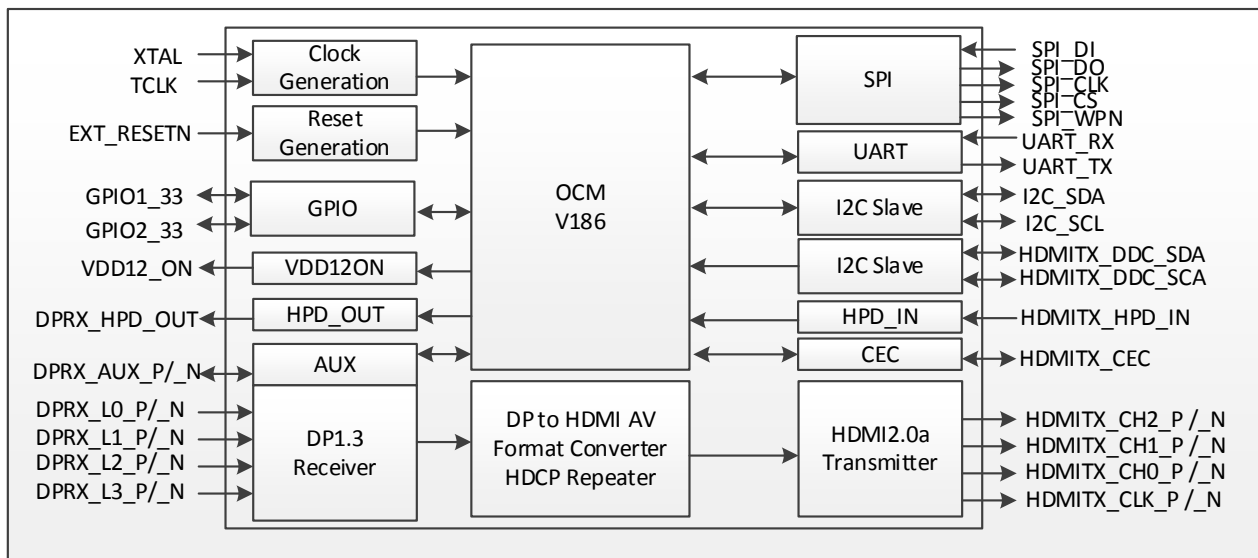 XTAL
TCLK
EXT_RESETN
GPIO1_33
GPIO2_33
VDD12_ON
DPRX_HPD_OUT
DPRX_AUX_P/_N
DPRX_L0_P/_N
DPRX_L1_P/_N
DPRX_L2_P/_N
DPRX_L3_P/_N
Clock
Generation
Reset
Generation
GPIO
VDD12ON
HPD_OUT
AUX
DP1.3
Receiver
OCM
V186
DP to HDMI AV
Format Converter
HDCP Repeater
SPI
UART
I2C Slave
I2C Slave
HPD_IN
CEC
HDMI2.0a
Transmitter
SPI_DI
SPI_DO
SPI_CLK
SPI_CS
SPI_WPN
UART_RX
UART_TX
I2C_SDA
I2C_SCL
HDMITX_DDC_SDA
HDMITX_DDC_SCA
HDMITX_HPD_IN
HDMITX_CEC
HDMITX_CH2_P /_N
HDMITX_CH1_P /_N
HDMITX_CH0_P /_N
HDMITX_CLK_P /_N